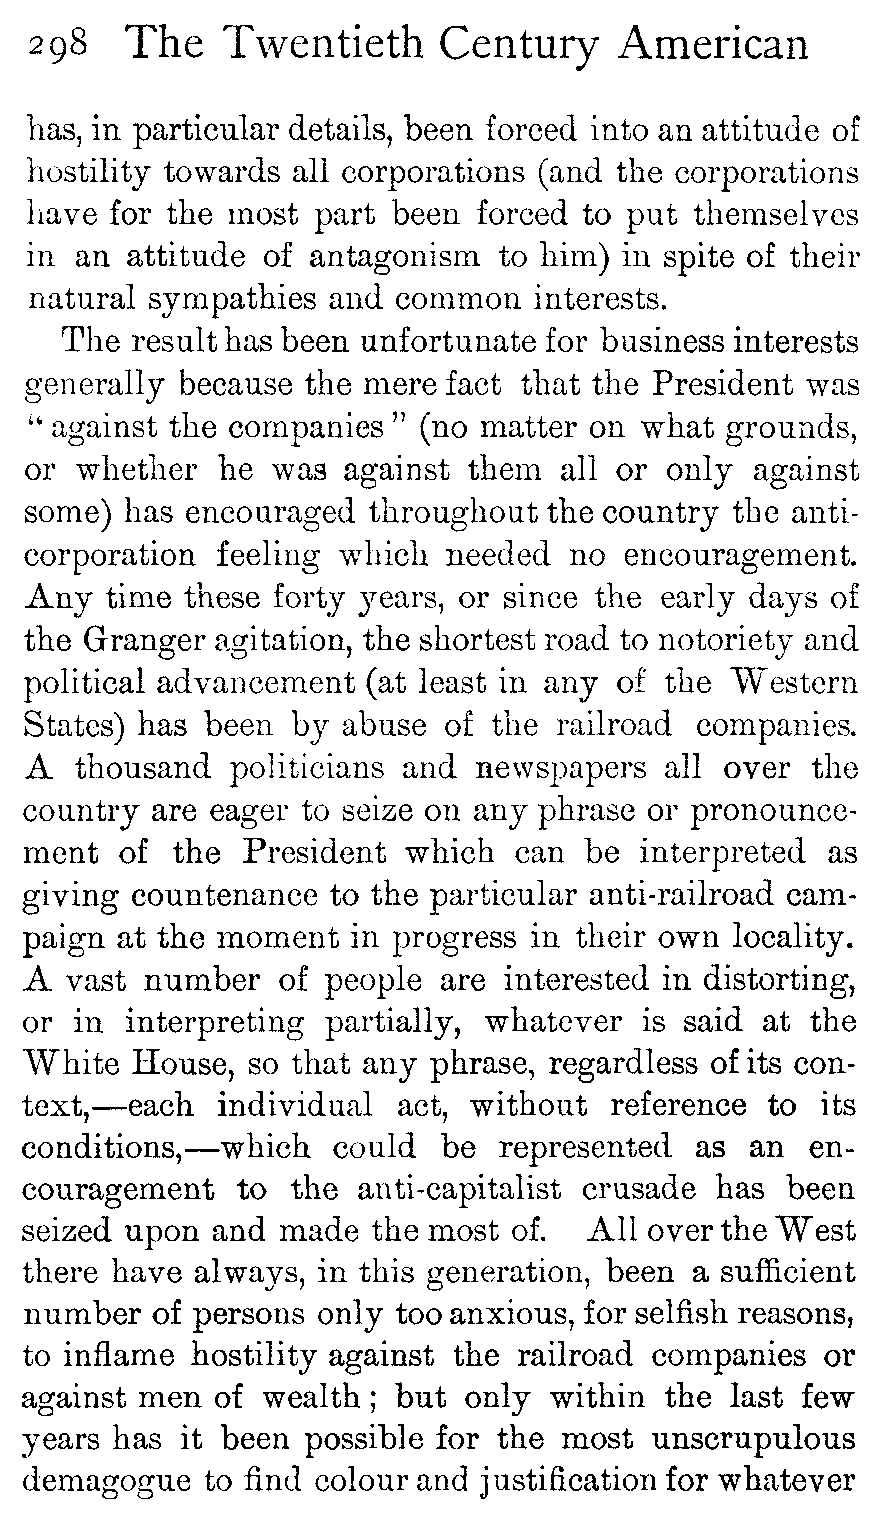 298 The Twentieth Century American
has, in particular details, been forced into an attitude of
hostility towards all corporations (and the corporations
have for the most part been forced to put themselves
in an attitude of antagonism to him) in spite of their
natural sympathies and common interests.
The result has been unfortunate for business interests
generally because the mere fact that the President was
“against the companies” (no matter on what grounds,
or whether he was against them all or only against
some) has encouraged throughout the country the anti-
corporation feeling which needed no encouragement.
Any time these forty years, or since the early days of
the Granger agitation, the shortest road to notoriety and
political advancement (at least in any of the Western
States) has been by abuse of the railroad companies.
A thousand politicians and newspapers all over the
country are eager to seize on any phrase or pronounce-
ment of the President which can be interpreted as
giving countenance to the particular anti-railroad cam-
paign at the moment in progress in their own locality.
A vast number of people are interested in distorting,
or in interpreting partially, whatever is said at the
White House, so that any phrase, regardless of its con-
text,—each individual act, without reference to its
conditions,—which could be represented as an en-
couragement to the anti-capitalist crusade has been
seized upon and made the most of. All over the West
there have always, in this generation, been a sufficient
number of persons only too anxious, for selfish reasons,
to inflame hostility against the railroad companies or
against men of wealth; but only within the last few
years has it been possible for the most unscrupulous
demagogue to find colour and justification for whatever